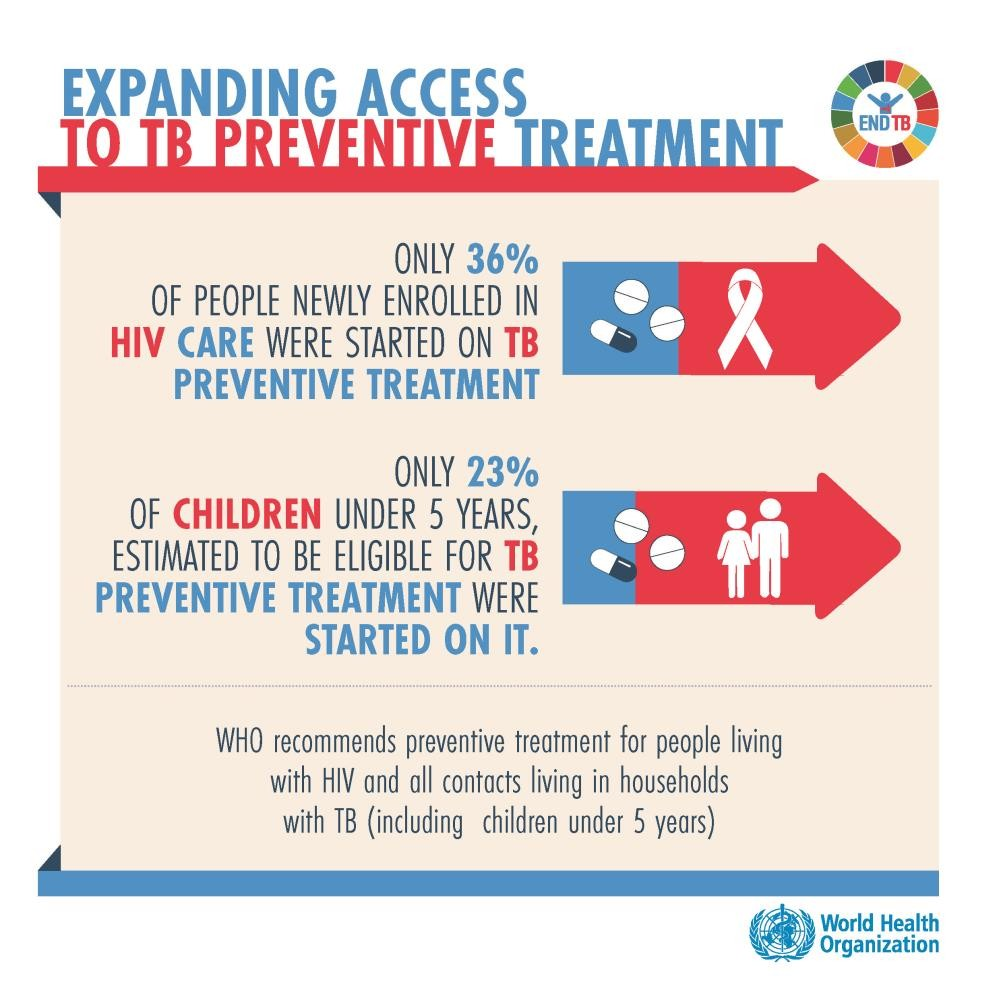 EXPANDING ACCESS
TO TB PREVENTIVE TREATMENT
END TB
ONLY 36%
OF PEOPLE NEWLY ENROLLED IN
HIV CARE WERE STARTED ON TB
PREVENTIVE TREATMENT
ONLY 23%
OF CHILDREN UNDER 5 YEARS,
ESTIMATED TO BE ELIGIBLE FOR TB
PREVENTIVE TREATMENT WERE
STARTED ON IT.
WHO recommends preventive treatment for people living
with HIV and all contacts living in households
with TB (including children under 5 years)
World Health
Organization